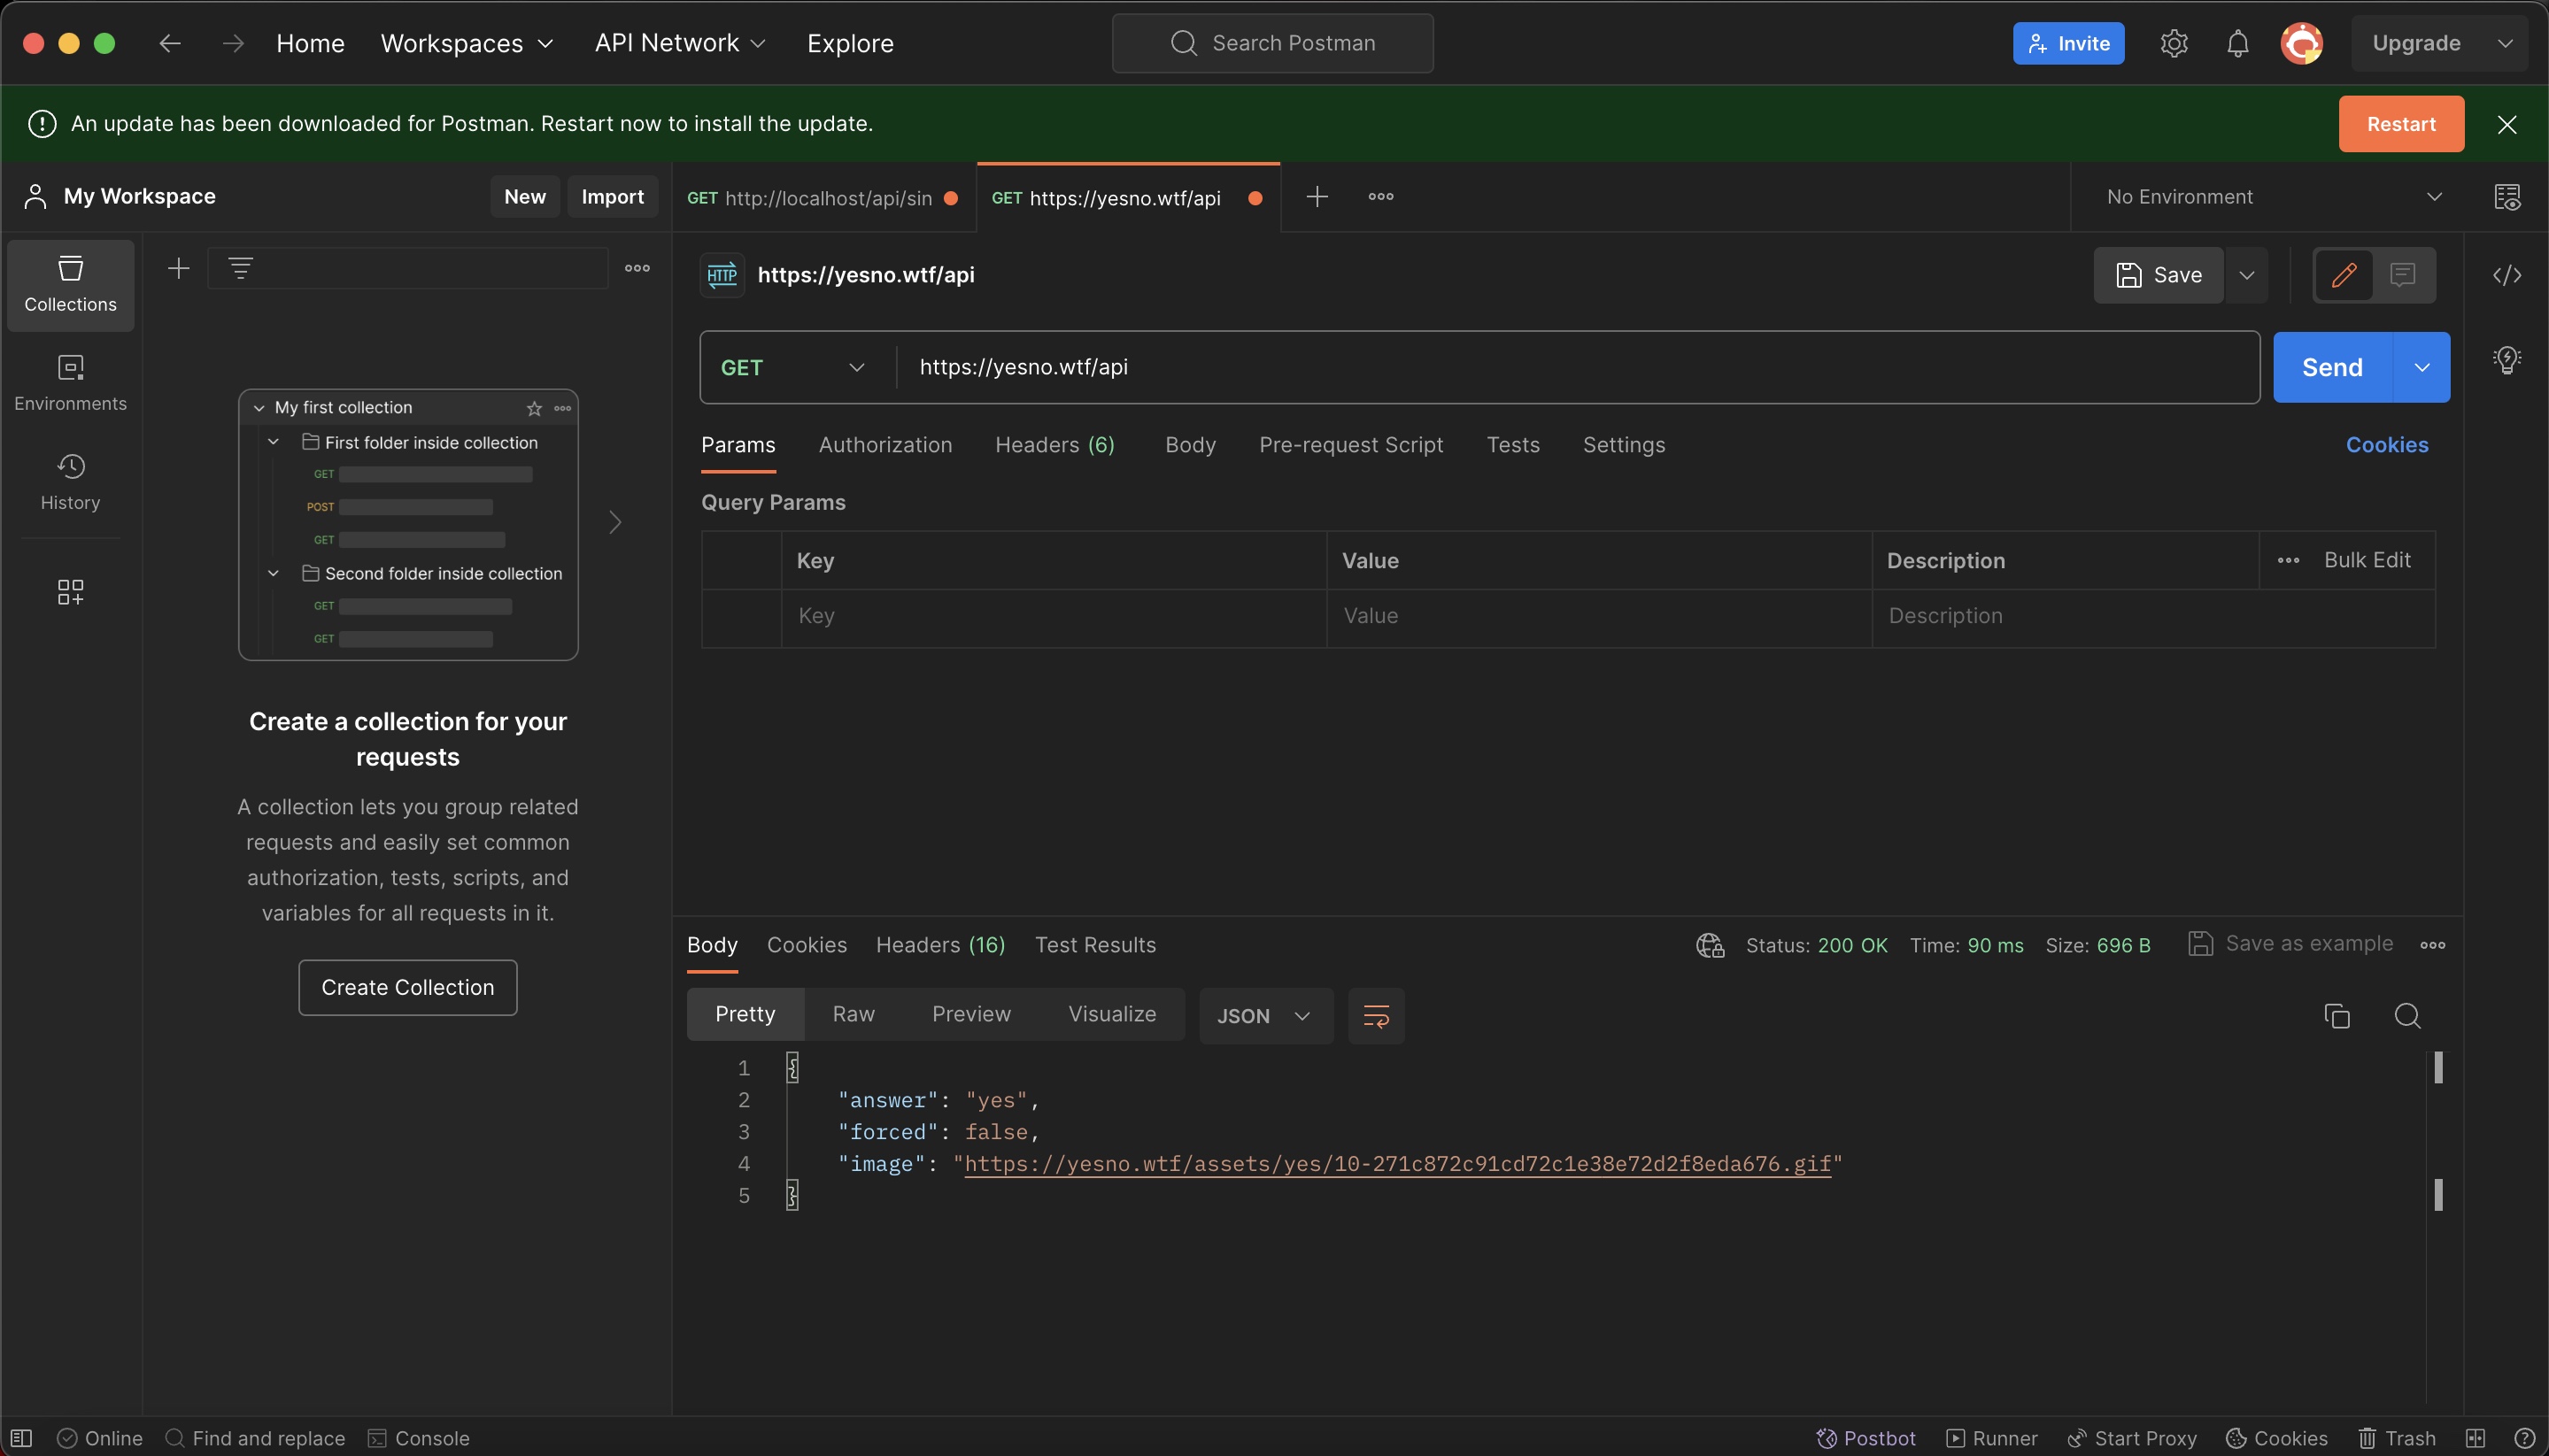 Home Workspaces API Network Explore Search Postman Invite Upgrade
An update has been downloaded for Postman. Restart now to install the update. Restart
My Workspace New Import GET http://localhost/api/sin GET https://yesno.wtf/api No Environment
Collections
Environments
History
My first collection
First folder inside collection
GET
POST
GET
Second folder inside collection
GET
GET
Create a collection for your
requests
A collection lets you group related
requests and easily set common
authorization, tests, scripts, and
variables for all requests in it.
Create Collection
HTTP https://yesno.wtf/api Save
GET https://yesno.wtf/api Send
Params Authorization Headers (6) Body Pre-request Script Tests Settings Cookies
Query Params
Key Value Description Bulk Edit
Key Value Description
Body Cookies Headers (16) Test Results Status: 200 OK Time: 90 ms Size: 696 B Save as example
Pretty Raw Preview Visualize JSON
1 {
2 "answer": "yes",
3 "forced": false,
4 "image": "https://yesno.wtf/assets/yes/10-271c872c91cd72c1e38e72d2f8eda676.gif"
5 }
Online Find and replace Console Postbot Runner Start Proxy Cookies Trash